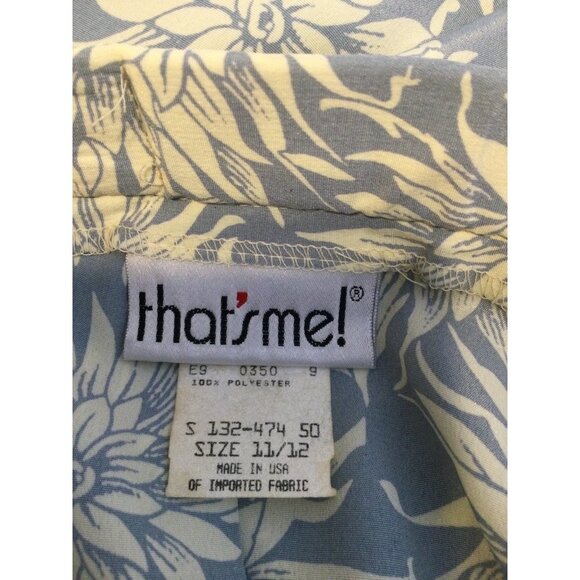 that'sme!®
E9 0350 9
100% POLYESTER
S 132-474 50
SIZE 11/12
MADE IN USA
OF IMPORTED FABRIC